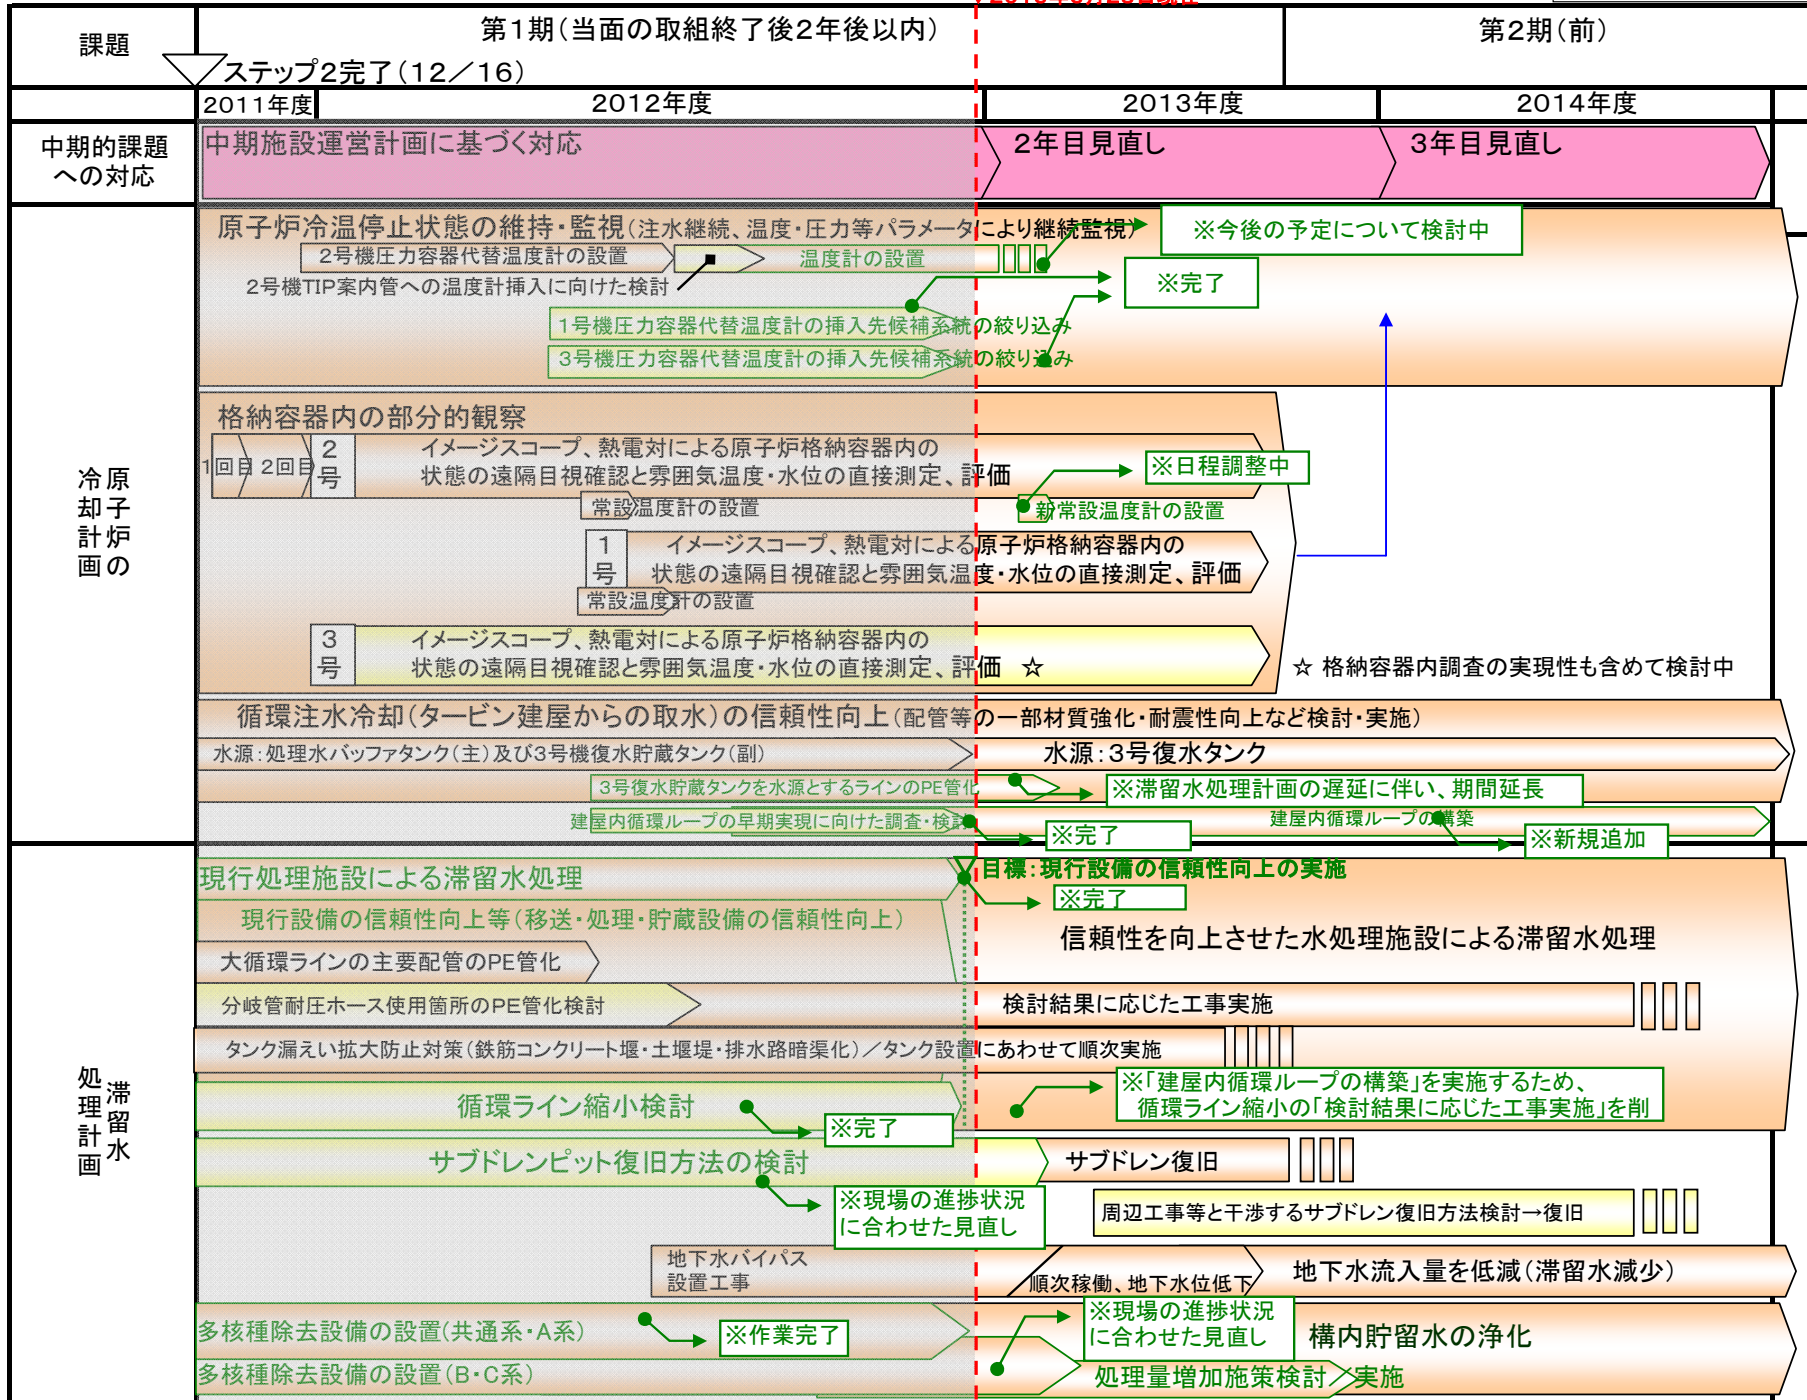 課題
第1期(当面の取組終了後2年後以内)
第2期(前)
ステップ2完了(12/16)
2011年度
2012年度
2013年度
2014年度
中期的課題
への対応
中期施設運営計画に基づく対応
2年目見直し
3年目見直し
原子炉の
冷却計画
原子炉冷温停止状態の維持・監視(注水継続、温度・圧力等パラメータにより継続監視)
※今後の予定について検討中
2号機圧力容器代替温度計の設置
温度計の設置
2号機TIP案内管への温度計挿入に向けた検討
※完了
1号機圧力容器代替温度計の挿入先候補系統の絞り込み
3号機圧力容器代替温度計の挿入先候補系統の絞り込み
格納容器内の部分的観察
1回目
2回目
2
号
イメージスコープ、熱電対による原子炉格納容器内の
状態の遠隔目視確認と雰囲気温度・水位の直接測定、評価
※日程調整中
常設温度計の設置
新常設温度計の設置
1
号
イメージスコープ、熱電対による原子炉格納容器内の
状態の遠隔目視確認と雰囲気温度・水位の直接測定、評価
常設温度計の設置
3
号
イメージスコープ、熱電対による原子炉格納容器内の
状態の遠隔目視確認と雰囲気温度・水位の直接測定、評価 ☆
☆ 格納容器内調査の実現性も含めて検討中
循環注水冷却(タービン建屋からの取水)の信頼性向上(配管等の一部材質強化・耐震性向上など検討・実施)
水源:処理水バッファタンク(主)及び3号機復水貯蔵タンク(副)
水源:3号復水タンク
3号復水貯蔵タンクを水源とするラインのPE管化
※滞留水処理計画の遅延に伴い、期間延長
建屋内循環ループの早期実現に向けた調査・検討
※完了
建屋内循環ループの構築
※新規追加
滞留水
処理計画
現行処理施設による滞留水処理
目標:現行設備の信頼性向上の実施
※完了
現行設備の信頼性向上等(移送・処理・貯蔵設備の信頼性向上)
信頼性を向上させた水処理施設による滞留水処理
大循環ラインの主要配管のPE管化
分岐管耐圧ホース使用箇所のPE管化検討
検討結果に応じた工事実施
タンク漏えい拡大防止対策(鉄筋コンクリート堰・土堰堤・排水路暗渠化)/タンク設置にあわせて順次実施
循環ライン縮小検討
※完了
※「建屋内循環ループの構築」を実施するため、
循環ライン縮小の「検討結果に応じた工事実施」を削
サブドレンピット復旧方法の検討
サブドレン復旧
※現場の進捗状況
に合わせた見直し
周辺工事等と干渉するサブドレン復旧方法検討→復旧
地下水バイパス
設置工事
順次稼働、地下水位低下
地下水流入量を低減(滞留水減少)
多核種除去設備の設置(共通系・A系)
※作業完了
※現場の進捗状況
に合わせた見直し
構内貯留水の浄化
多核種除去設備の設置(B・C系)
処理量増加施策検討/実施